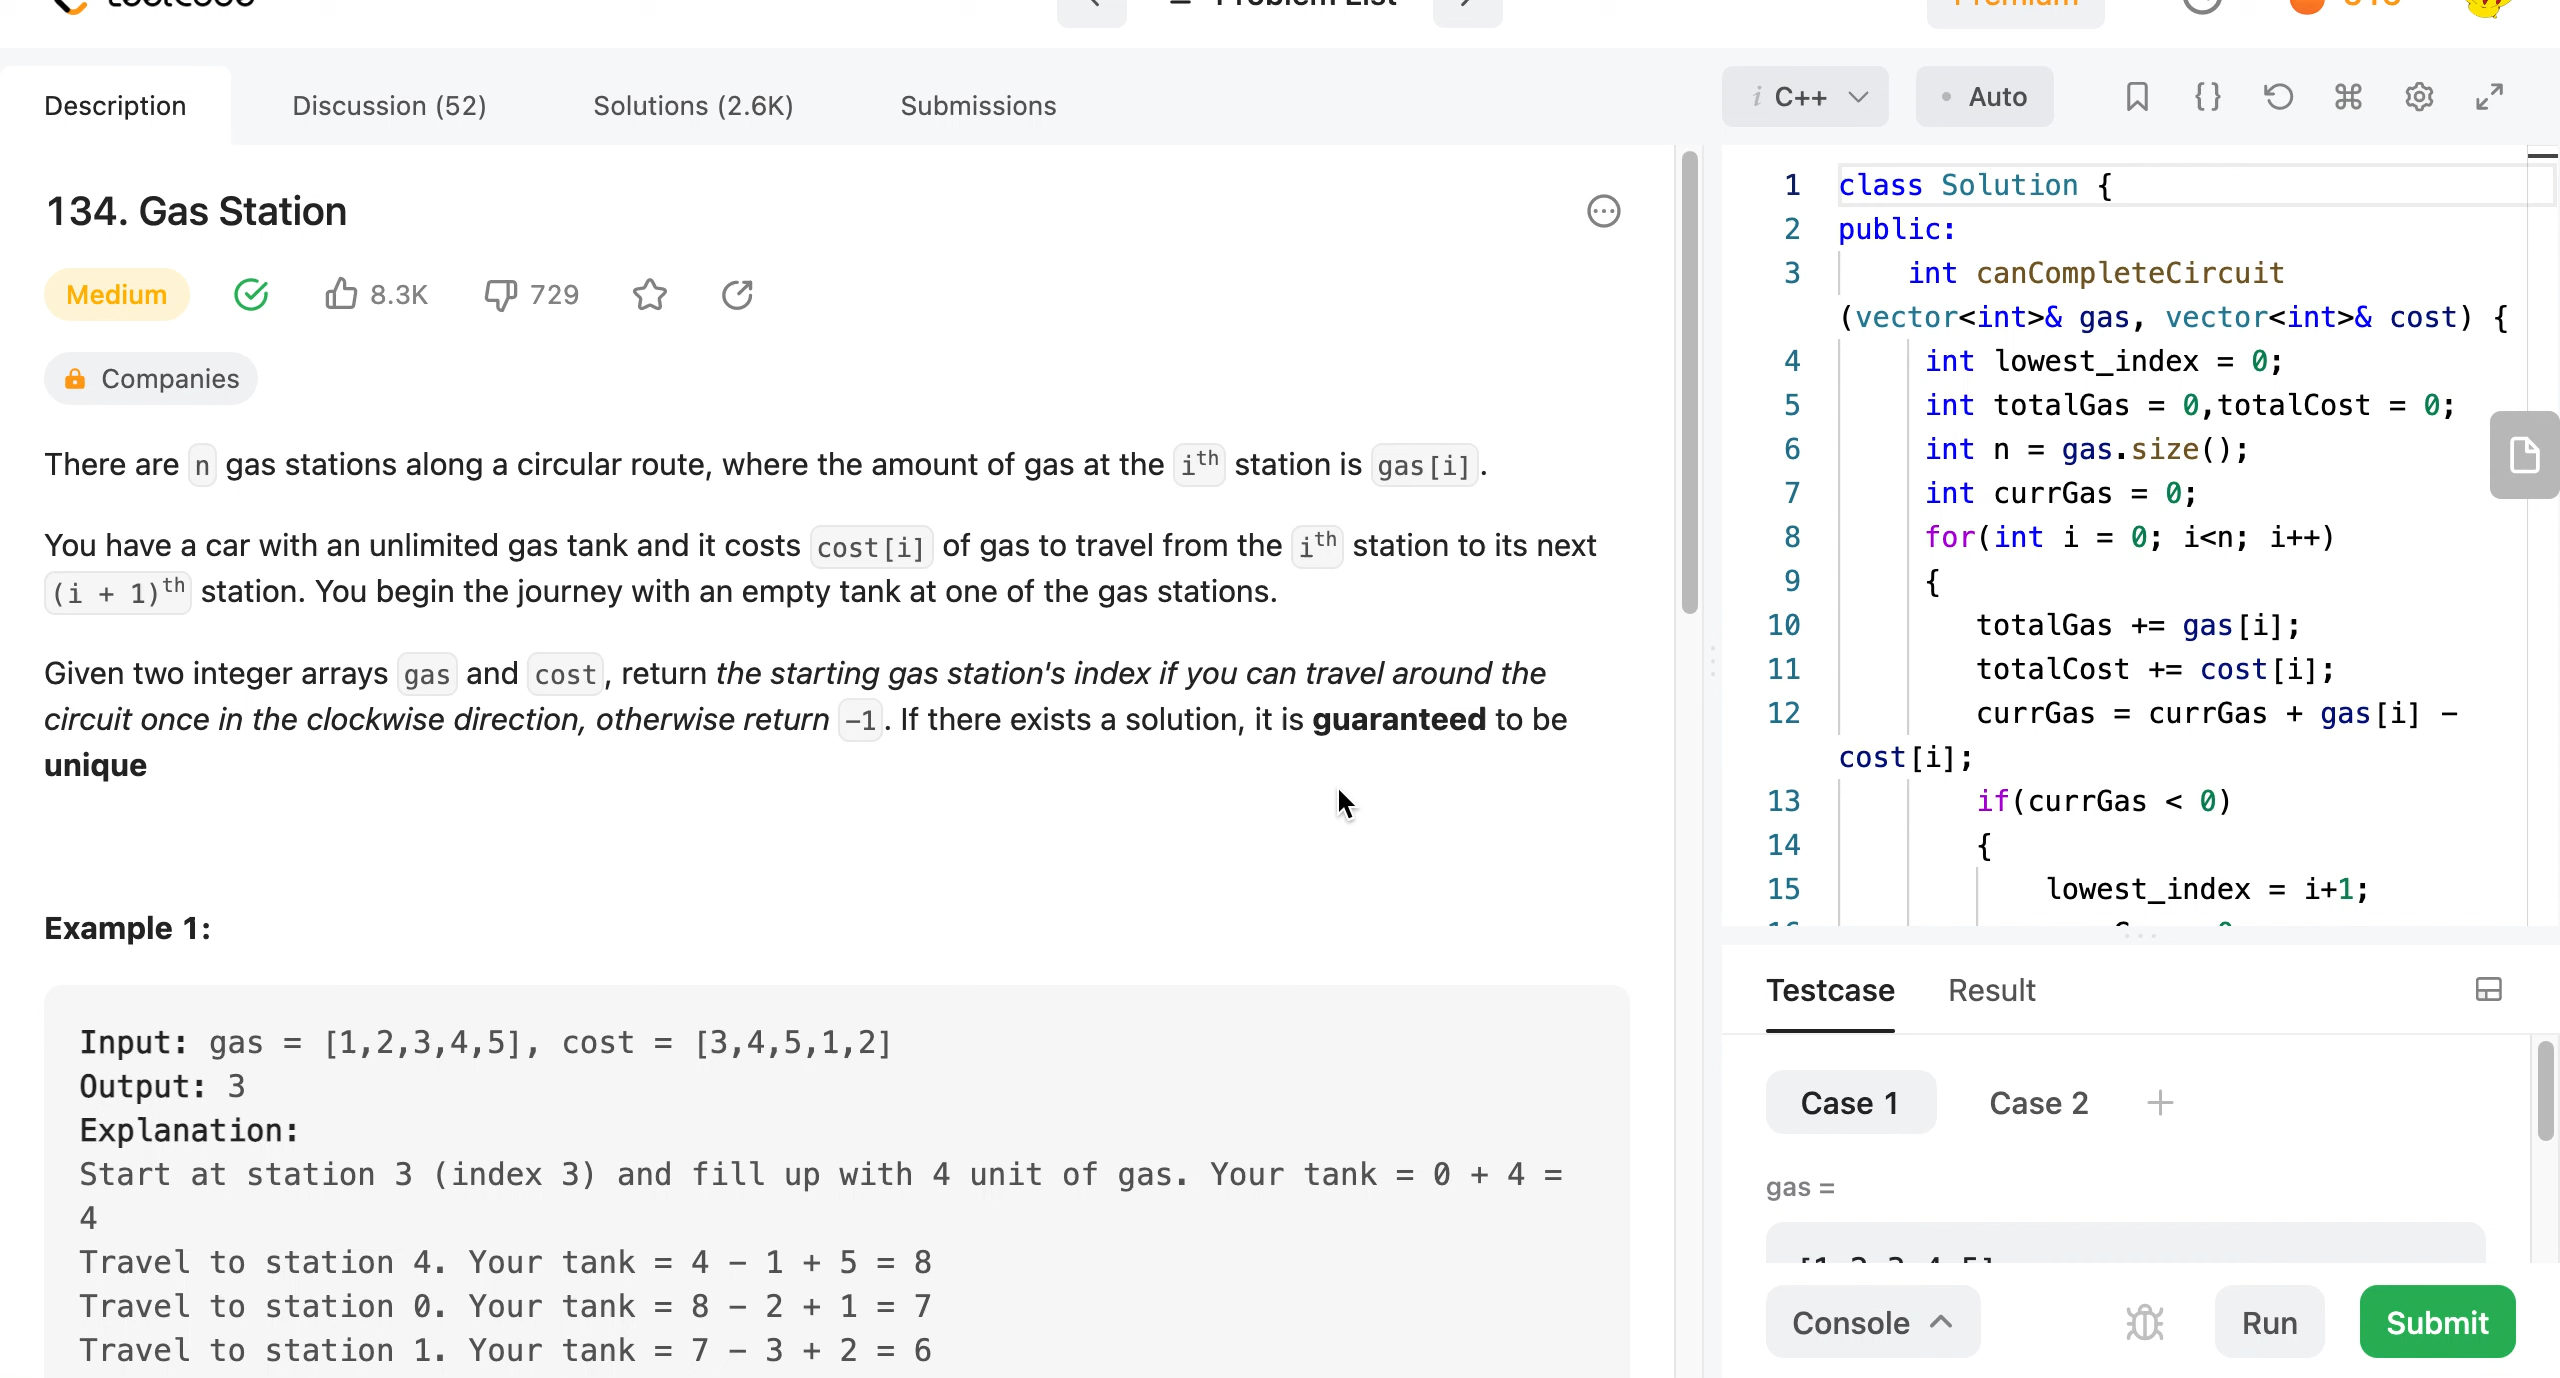 Description
Discussion (52)
Solutions (2.6K)
Submissions
i C++
Auto
134. Gas Station
Medium
8.3K
729
Companies
There are n gas stations along a circular route, where the amount of gas at the ith station is gas[i].
You have a car with an unlimited gas tank and it costs cost[i] of gas to travel from the ith station to its next
(i + 1)th station. You begin the journey with an empty tank at one of the gas stations.
Given two integer arrays gas and cost, return the starting gas station's index if you can travel around the
circuit once in the clockwise direction, otherwise return -1. If there exists a solution, it is guaranteed to be
unique
Example 1:
Input: gas = [1,2,3,4,5], cost = [3,4,5,1,2]
Output: 3
Explanation:
Start at station 3 (index 3) and fill up with 4 unit of gas. Your tank = 0 + 4 =
4
Travel to station 4. Your tank = 4 - 1 + 5 = 8
Travel to station 0. Your tank = 8 - 2 + 1 = 7
Travel to station 1. Your tank = 7 - 3 + 2 = 6
1 class Solution {
2 public:
3 int canCompleteCircuit
(vector<int>& gas, vector<int>& cost) {
4 int lowest_index = 0;
5 int totalGas = 0,totalCost = 0;
6 int n = gas.size();
7 int currGas = 0;
8 for(int i = 0; i<n; i++)
9 {
10 totalGas += gas[i];
11 totalCost += cost[i];
12 currGas = currGas + gas[i] -
cost[i];
13 if(currGas < 0)
14 {
15 lowest_index = i+1;
Testcase
Result
Case 1
Case 2
gas =
Console
Run
Submit